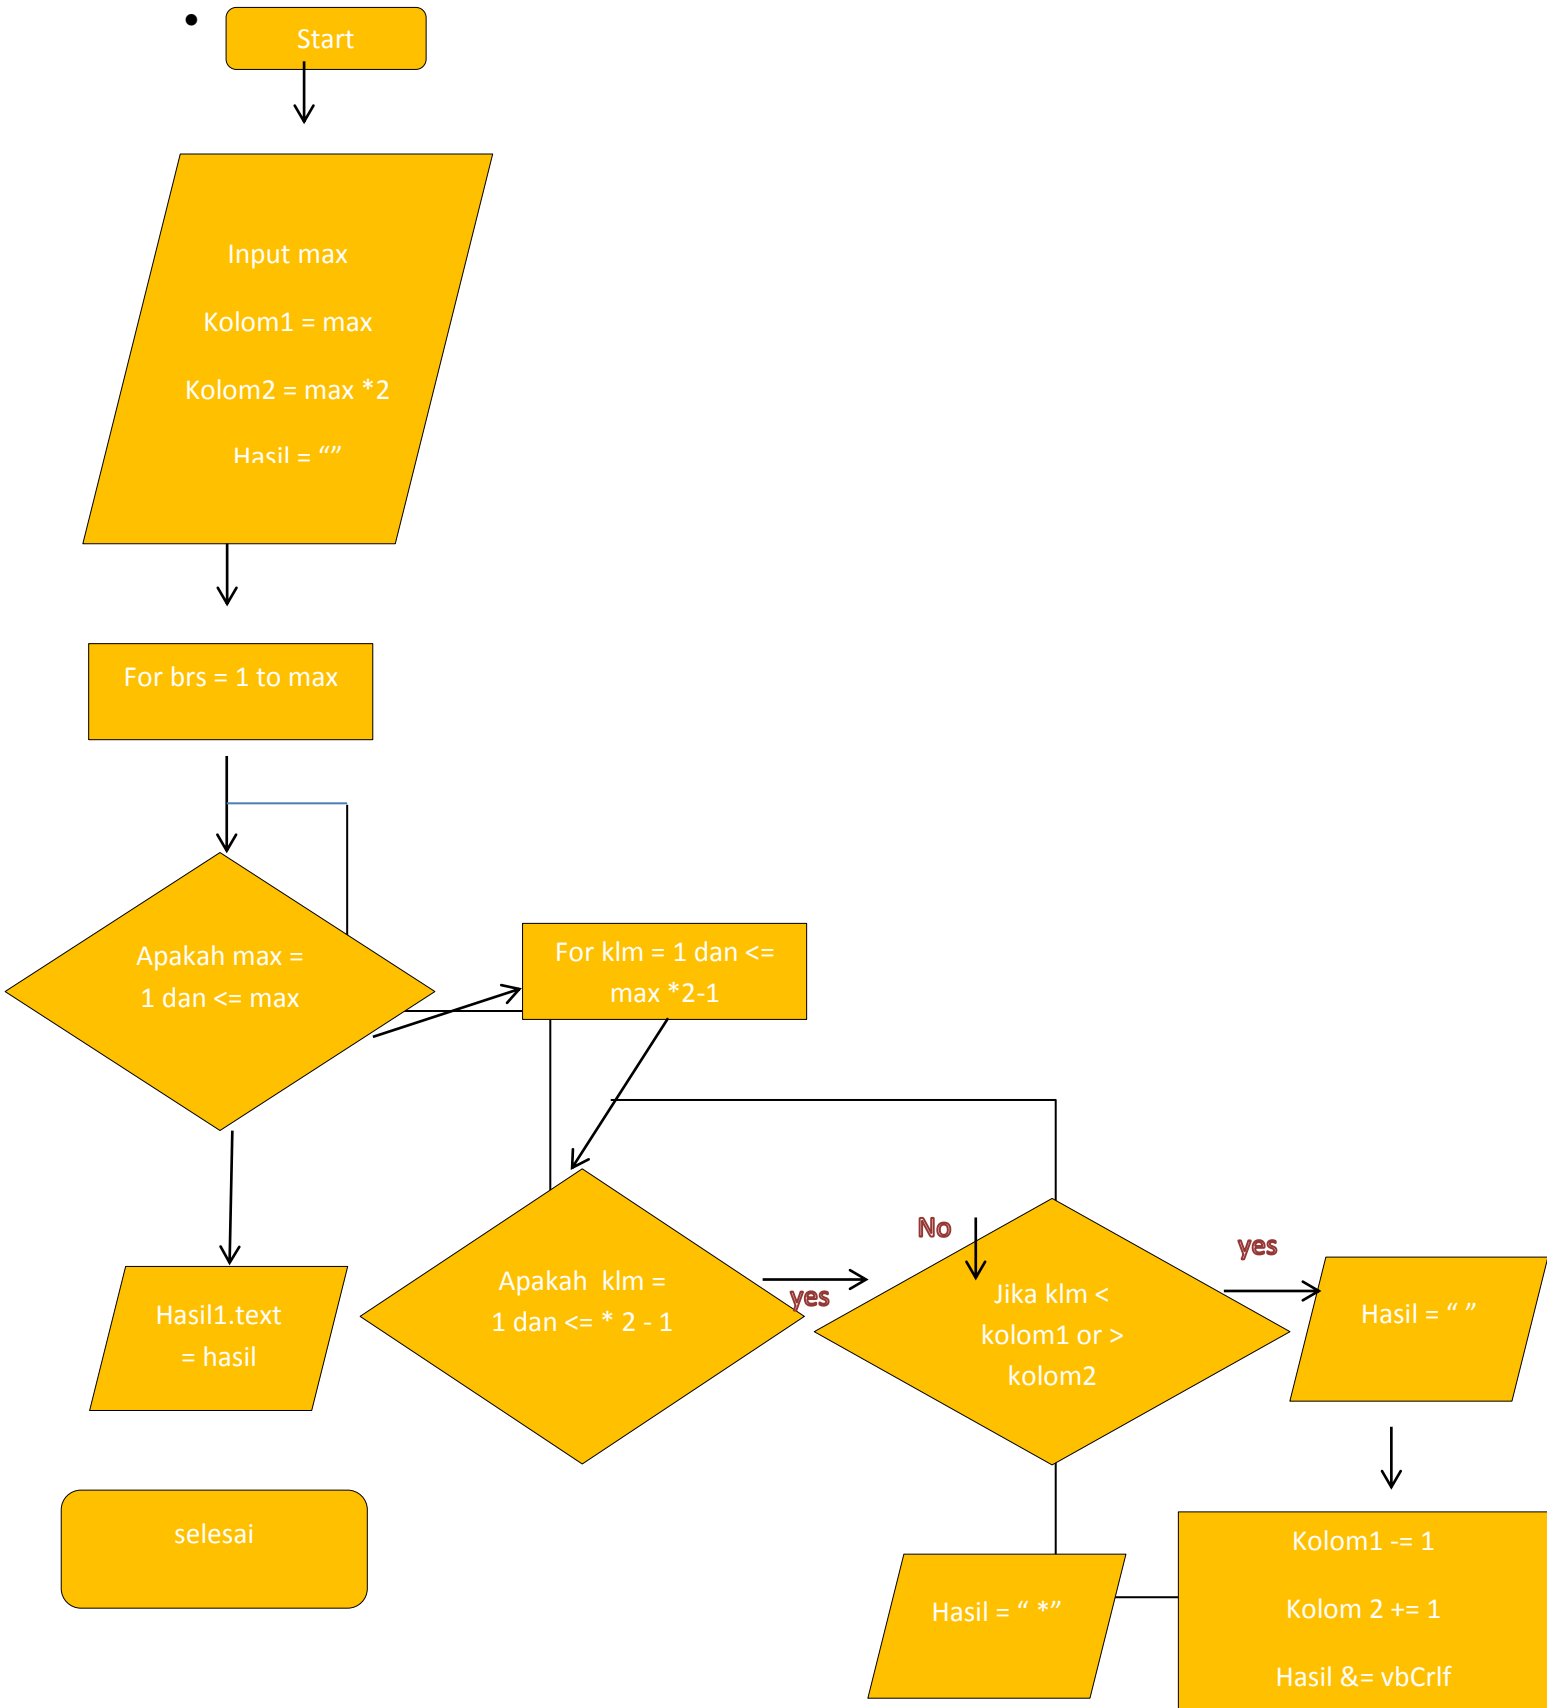 Start
Input max
Kolom1 = max
Kolom2 = max *2
Hasil = “”
For brs = 1 to max
Apakah max =
1 dan <= max
For klm = 1 dan <=
max *2-1
Hasil1.text
= hasil
Apakah  klm =
1 dan <= * 2 - 1
yes
No
Jika klm <
kolom1 or >
kolom2
yes
Hasil = “ ”
selesai
Hasil = “ *”
Kolom1 -= 1
Kolom 2 += 1
Hasil &= vbCrlf